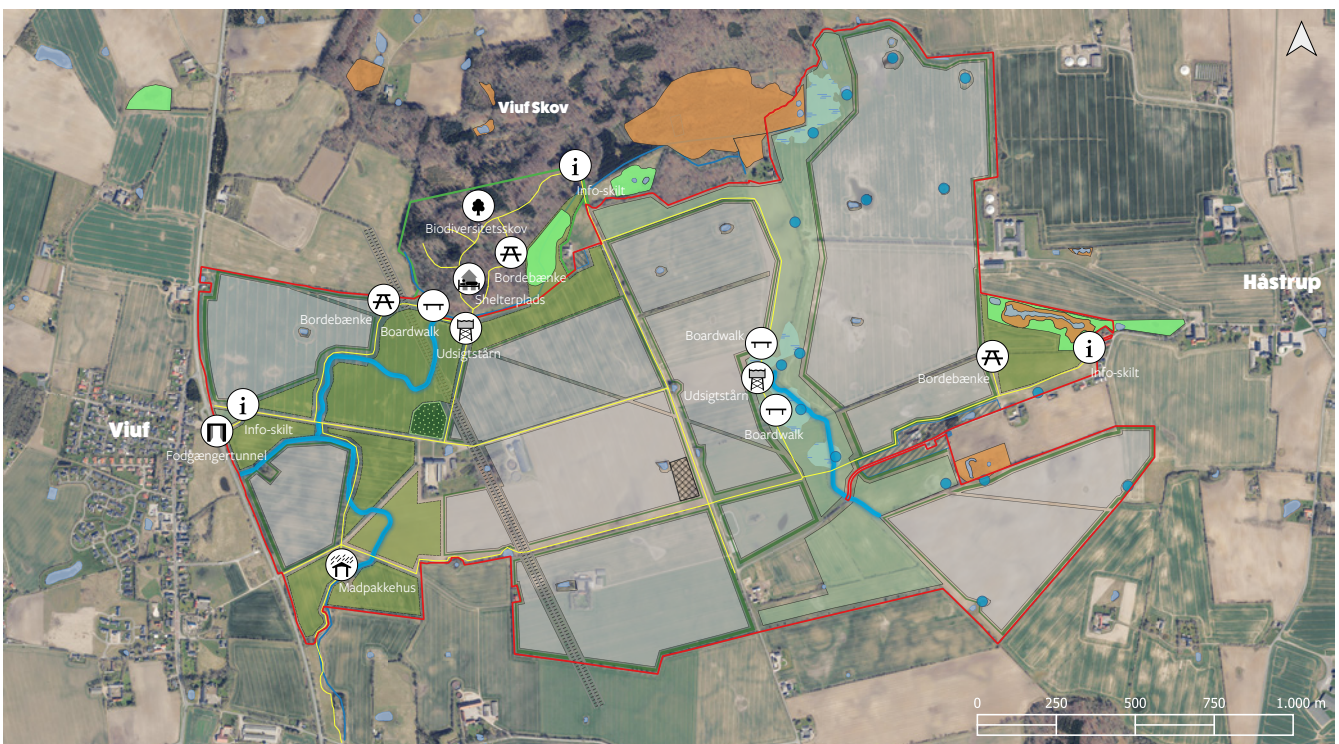 Viuf Skov
i
Info-skilt
Biodiversitetsskov
Bordebænke
Håstrup
Shelterplads
Bordebænke
Boardwalk
Udsigtstårn
Boardwalk
i
Info-skilt
Bordebænke
Udsigtstårn
i
Info-skilt
Viuf
Boardwalk
Fodgængertunnel
Madpakkehus
0 250 500 750 1.000 m